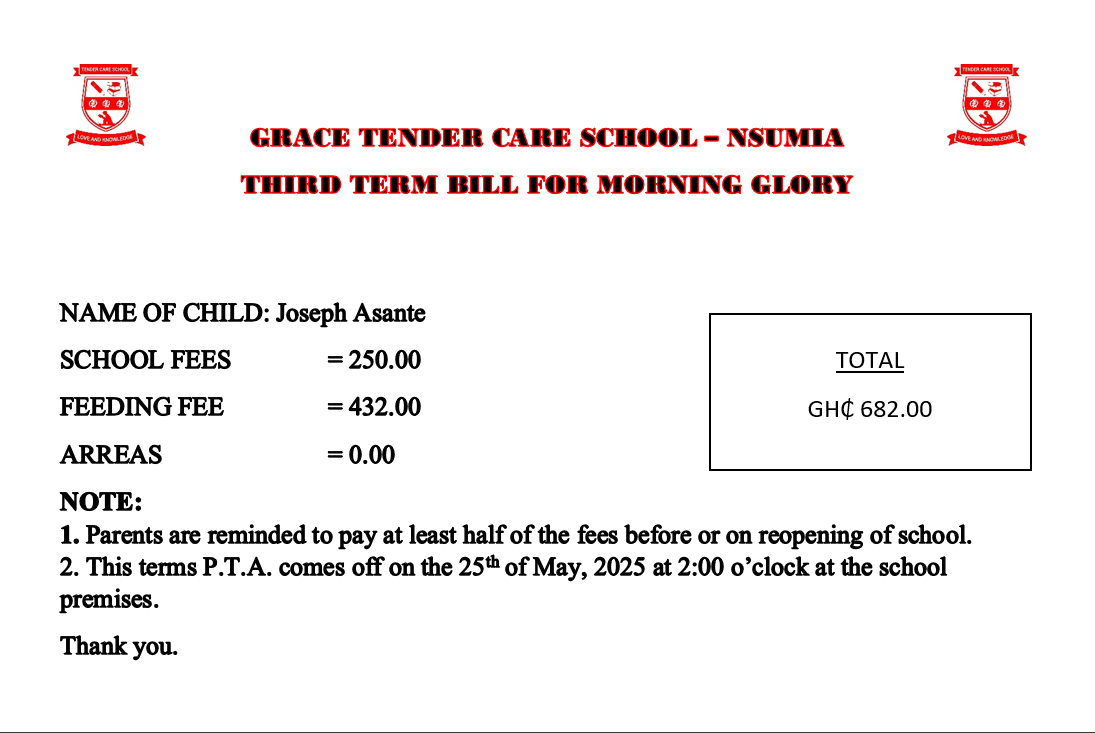 TENDER CARE SCHOOL
LOVE AND KNOWLEDGE
TENDER CARE SCHOOL
LOVE AND KNOWLEDGE
GRACE TENDER CARE SCHOOL – NSUMIA
THIRD TERM BILL FOR MORNING GLORY
NAME OF CHILD: Joseph Asante
SCHOOL FEES = 250.00
FEEDING FEE = 432.00
ARREAS = 0.00
TOTAL
GH₵ 682.00
NOTE:
1. Parents are reminded to pay at least half of the fees before or on reopening of school.
2. This terms P.T.A. comes off on the 25th of May, 2025 at 2:00 o’clock at the school
premises.
Thank you.